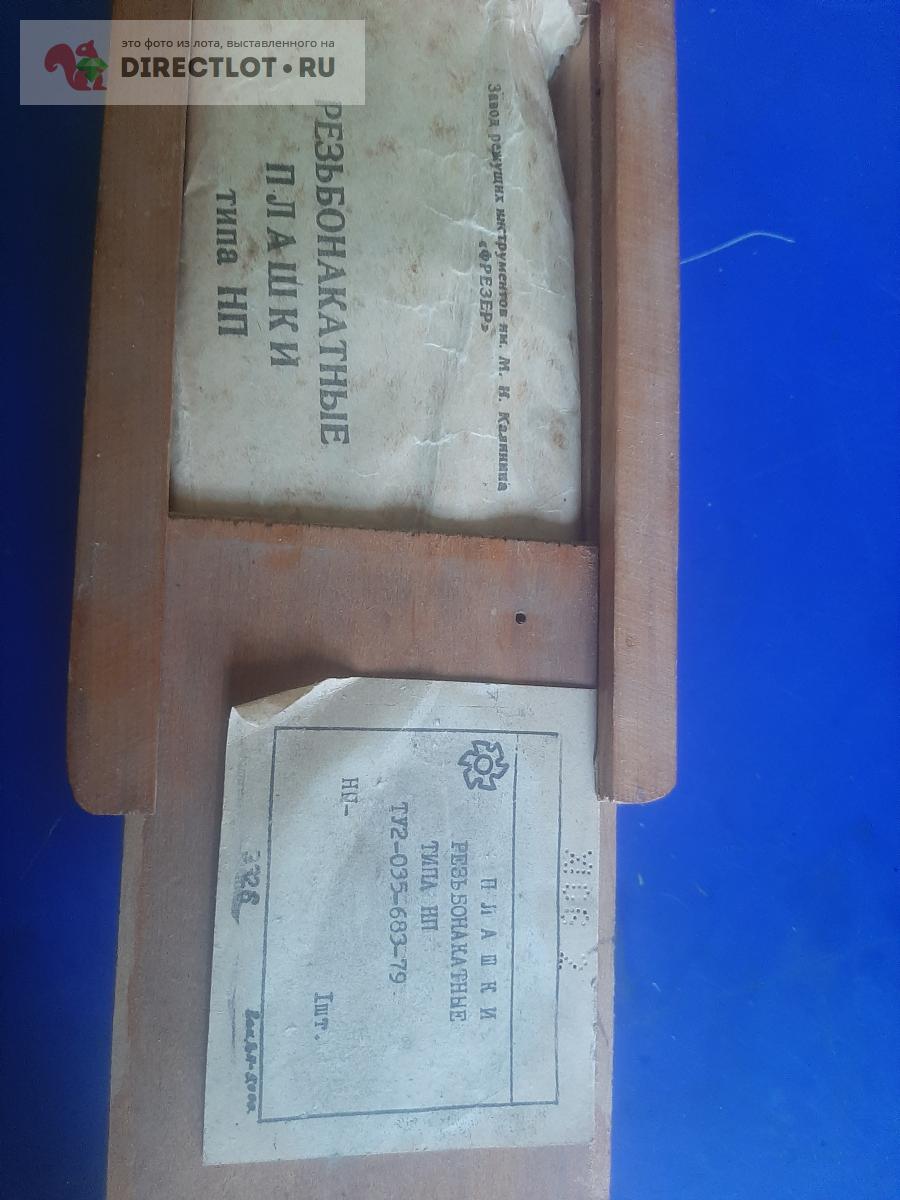 это фото из лота, выставленного на
DIRECTLOT•RU
Завод режущих инструментов им. М. И. Калинина
«ФРЕЗЕР»
РЕЗЬБОНАКАТНЫЕ
ПЛАШКИ
типа НП
ПЛАШКИ
РЕЗЬБОНАКАТНЫЕ
ТИПА НП
ТУ2-035-683-79
НП-
1шт.